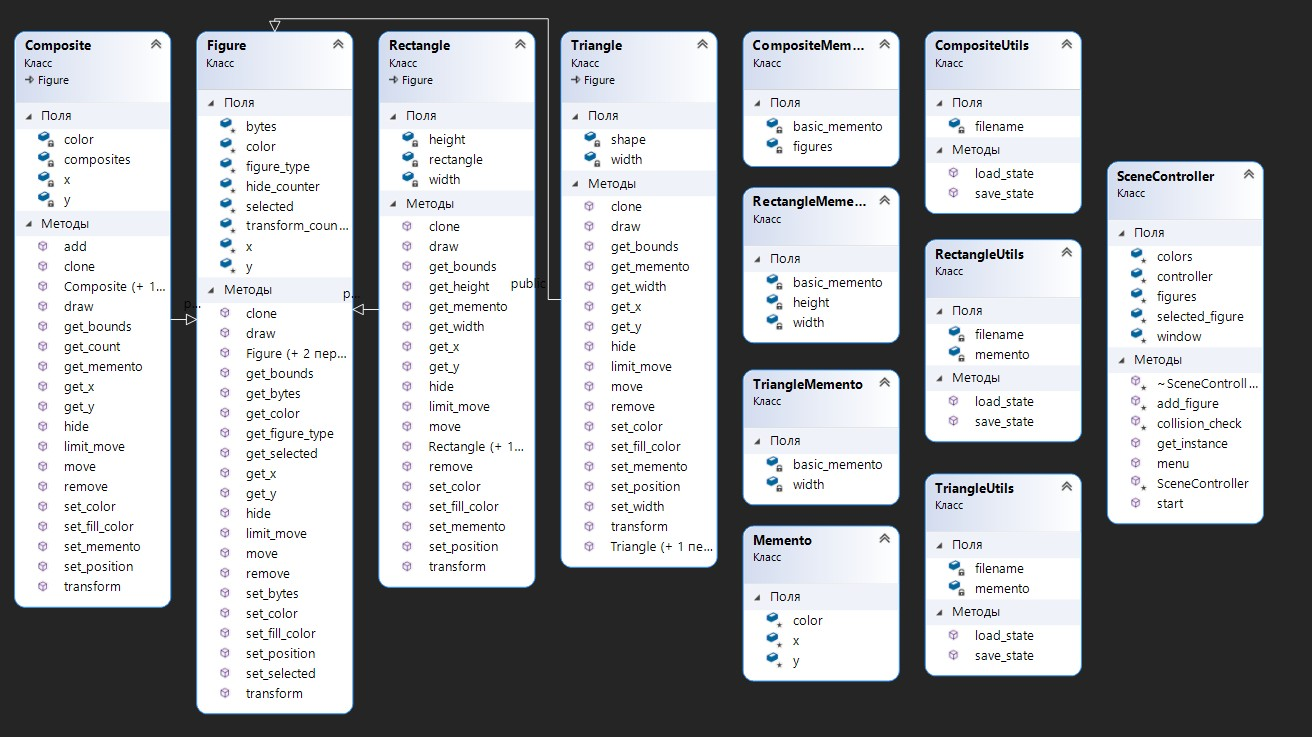 Composite
Класс
Figure
Поля
color
composites
x
y
Методы
add
clone
Composite (+ 1...
draw
get_bounds
get_count
get_memento
get_x
get_y
hide
limit_move
move
remove
set_color
set_fill_color
set_memento
set_position
transform
p...
Figure
Класс
Поля
bytes
color
figure_type
hide_counter
selected
transform_coun...
x
y
Методы
clone
draw
Figure (+ 2 пер...
get_bounds
get_bytes
get_color
get_figure_type
get_selected
get_x
get_y
hide
limit_move
move
remove
set_bytes
set_color
set_fill_color
set_position
set_selected
transform
p...
Rectangle
Класс
Figure
Поля
height
rectangle
width
Методы
clone
draw
get_bounds
get_height
get_memento
get_width
get_x
get_y
hide
limit_move
move
Rectangle (+ 1...
remove
set_color
set_fill_color
set_memento
set_position
transform
public
Triangle
Класс
Figure
Поля
shape
width
Методы
clone
draw
get_bounds
get_memento
get_width
get_x
get_y
hide
limit_move
move
remove
set_color
set_fill_color
set_memento
set_position
set_width
transform
Triangle (+ 1 пе...
CompositeMem...
Класс
Поля
basic_memento
figures
RectangleMeme...
Класс
Поля
basic_memento
height
width
TriangleMemento
Класс
Поля
basic_memento
width
Memento
Класс
Поля
color
x
y
CompositeUtils
Класс
Поля
filename
Методы
load_state
save_state
RectangleUtils
Класс
Поля
filename
memento
Методы
load_state
save_state
TriangleUtils
Класс
Поля
filename
memento
Методы
load_state
save_state
SceneController
Класс
Поля
colors
controller
figures
selected_figure
window
Методы
~SceneControll...
add_figure
collision_check
get_instance
menu
SceneController
start